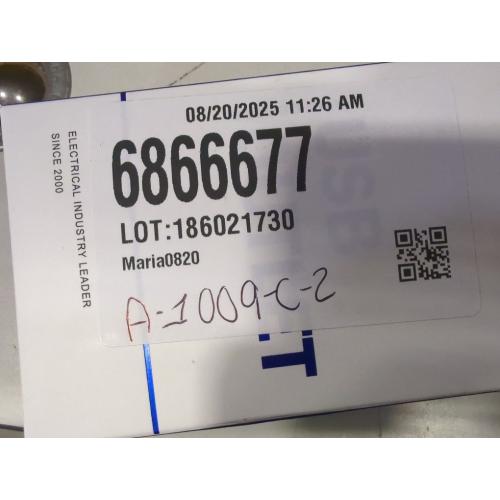 08/20/2025 11:26 AM
6866677
LOT:186021730
Maria0820
A-1009-C-2
ELECTRICAL INDUSTRY LEADER
SINCE 2000